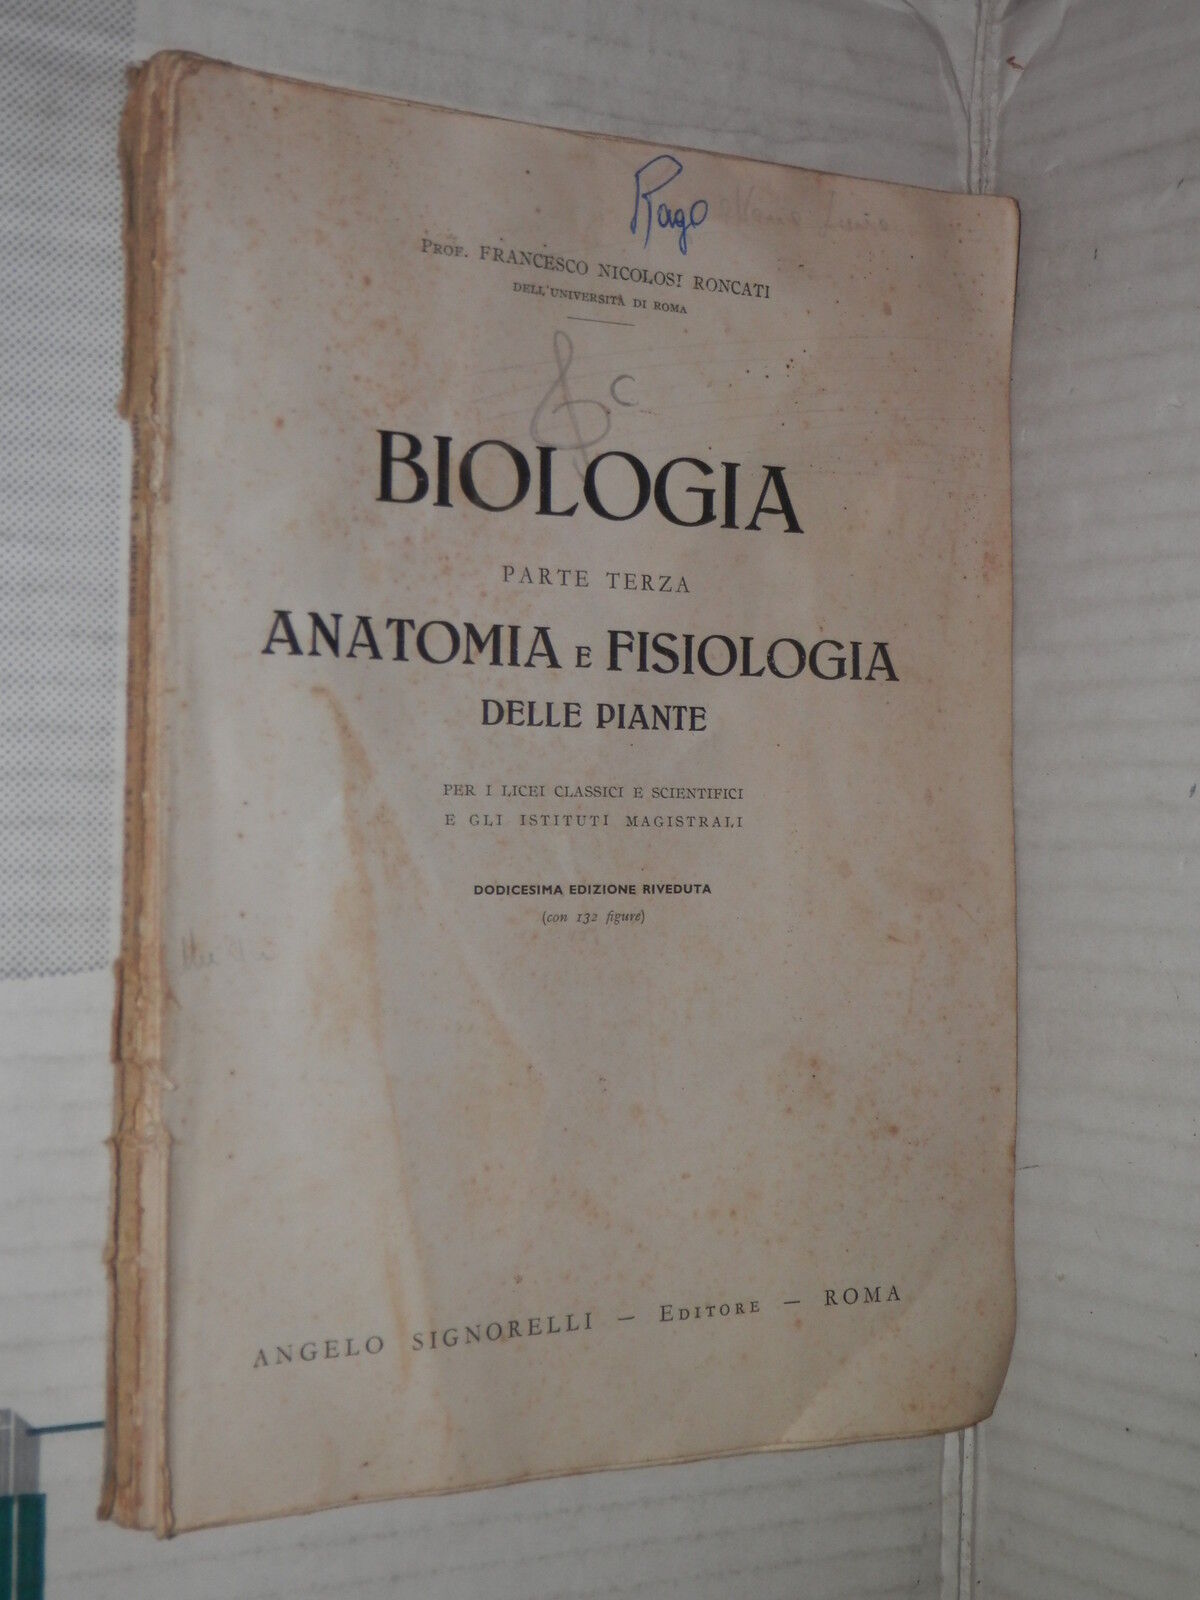 Rago
PROF. FRANCESCO NICOLOSI RONCATI
DELL'UNIVERSITÀ DI ROMA
C
BIOLOGIA
PARTE TERZA
ANATOMIA E FISIOLOGIA
DELLE PIANTE
PER I LICEI CLASSICI E SCIENTIFICI
E GLI ISTITUTI MAGISTRALI
DODICESIMA EDIZIONE RIVEDUTA
(con 132 figure)
ANGELO SIGNORELLI — EDITORE — ROMA